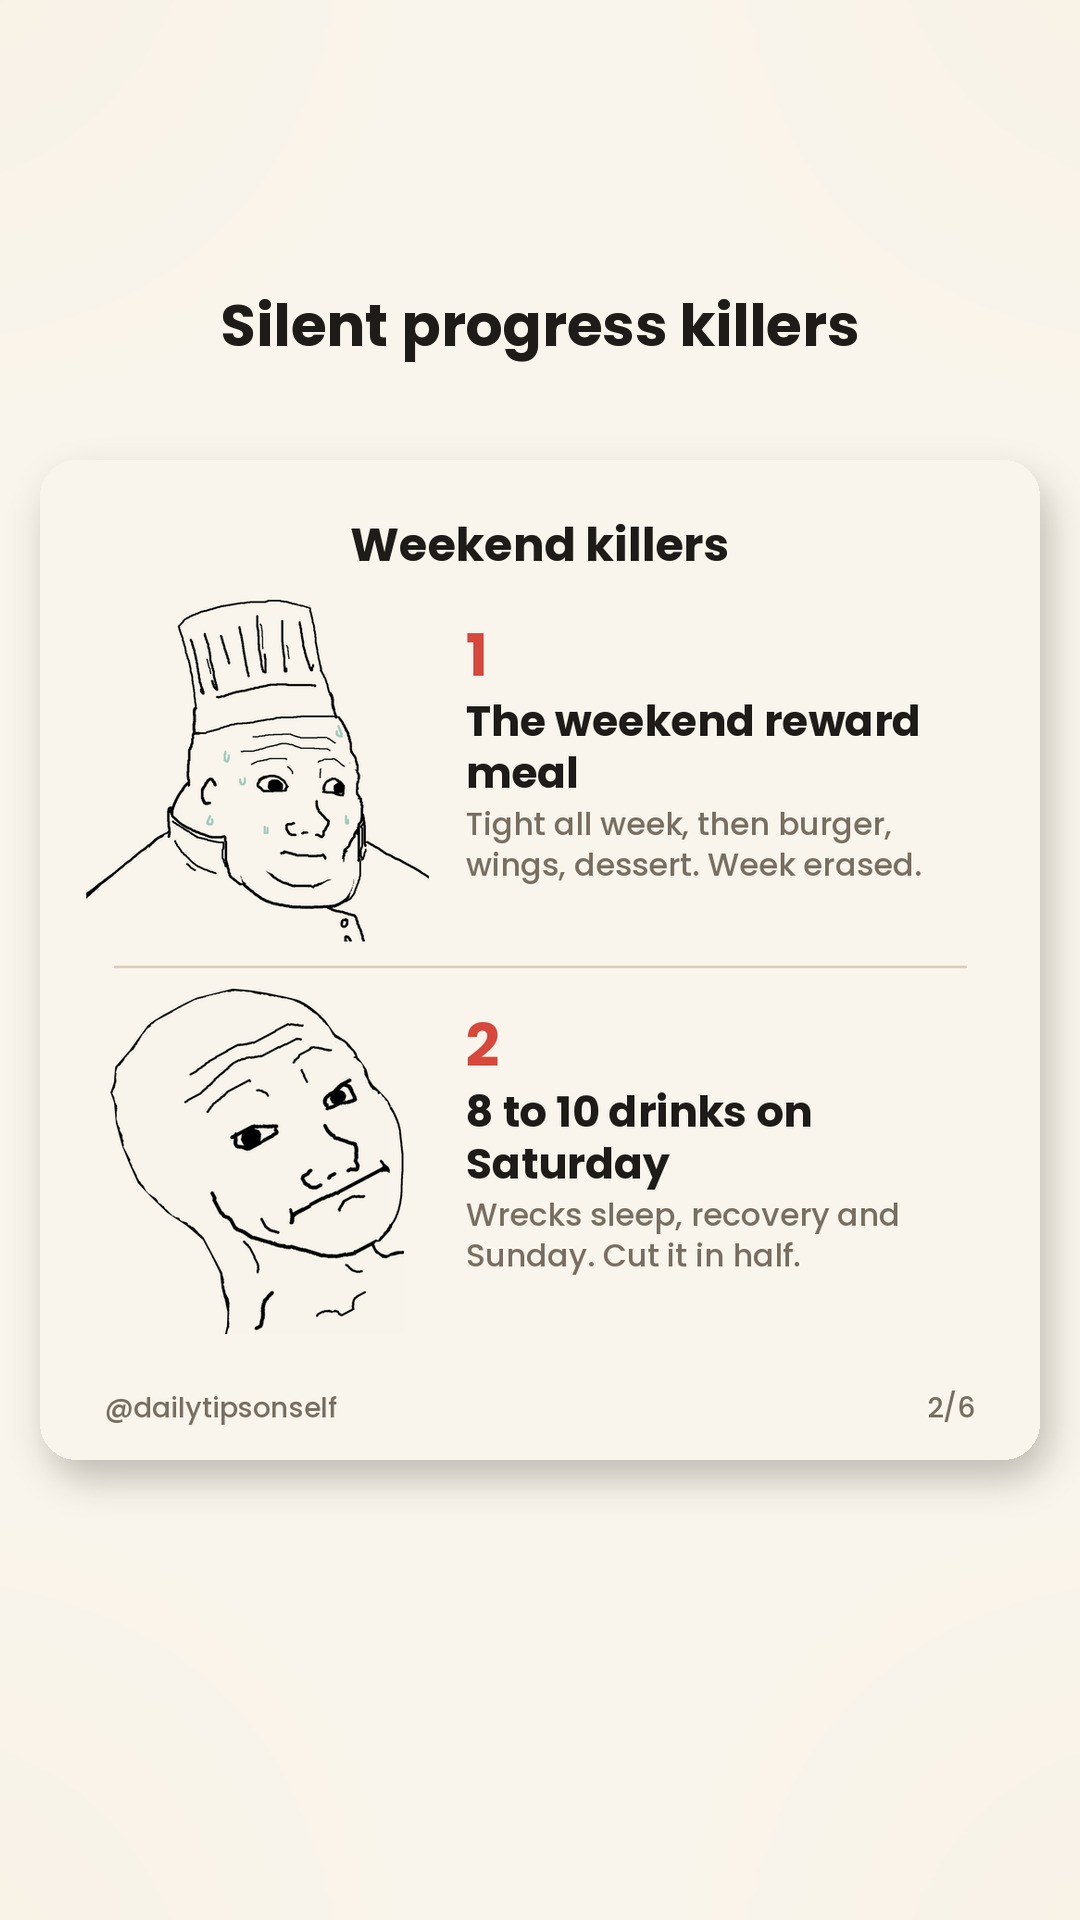 Silent progress killers
Weekend killers
1
The weekend reward
meal
Tight all week, then burger,
wings, dessert. Week erased.
2
8 to 10 drinks on
Saturday
Wrecks sleep, recovery and
Sunday. Cut it in half.
@dailytipsonself
2/6